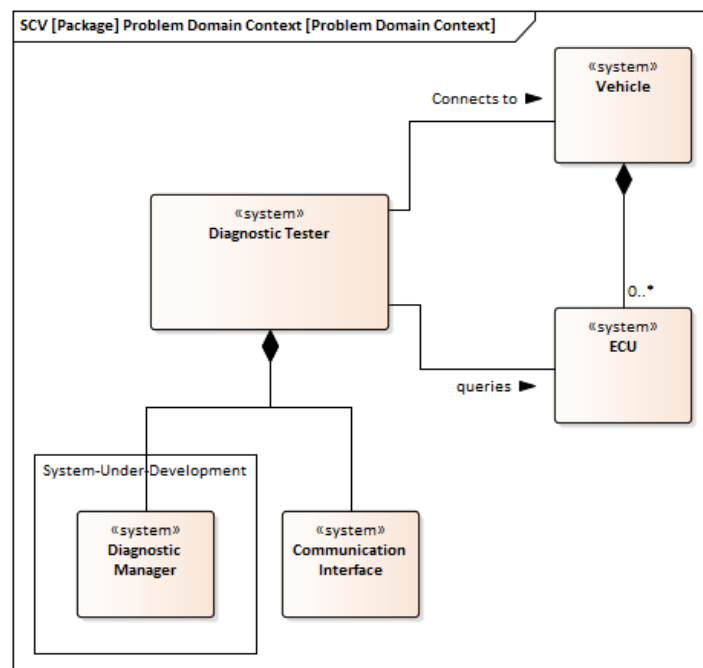 SCV [Package] Problem Domain Context [Problem Domain Context]
«system»
Vehicle
Connects to ►
«system»
Diagnostic Tester
0..*
«system»
ECU
queries ►
System-Under-Development
«system»
Diagnostic
Manager
«system»
Communication
Interface